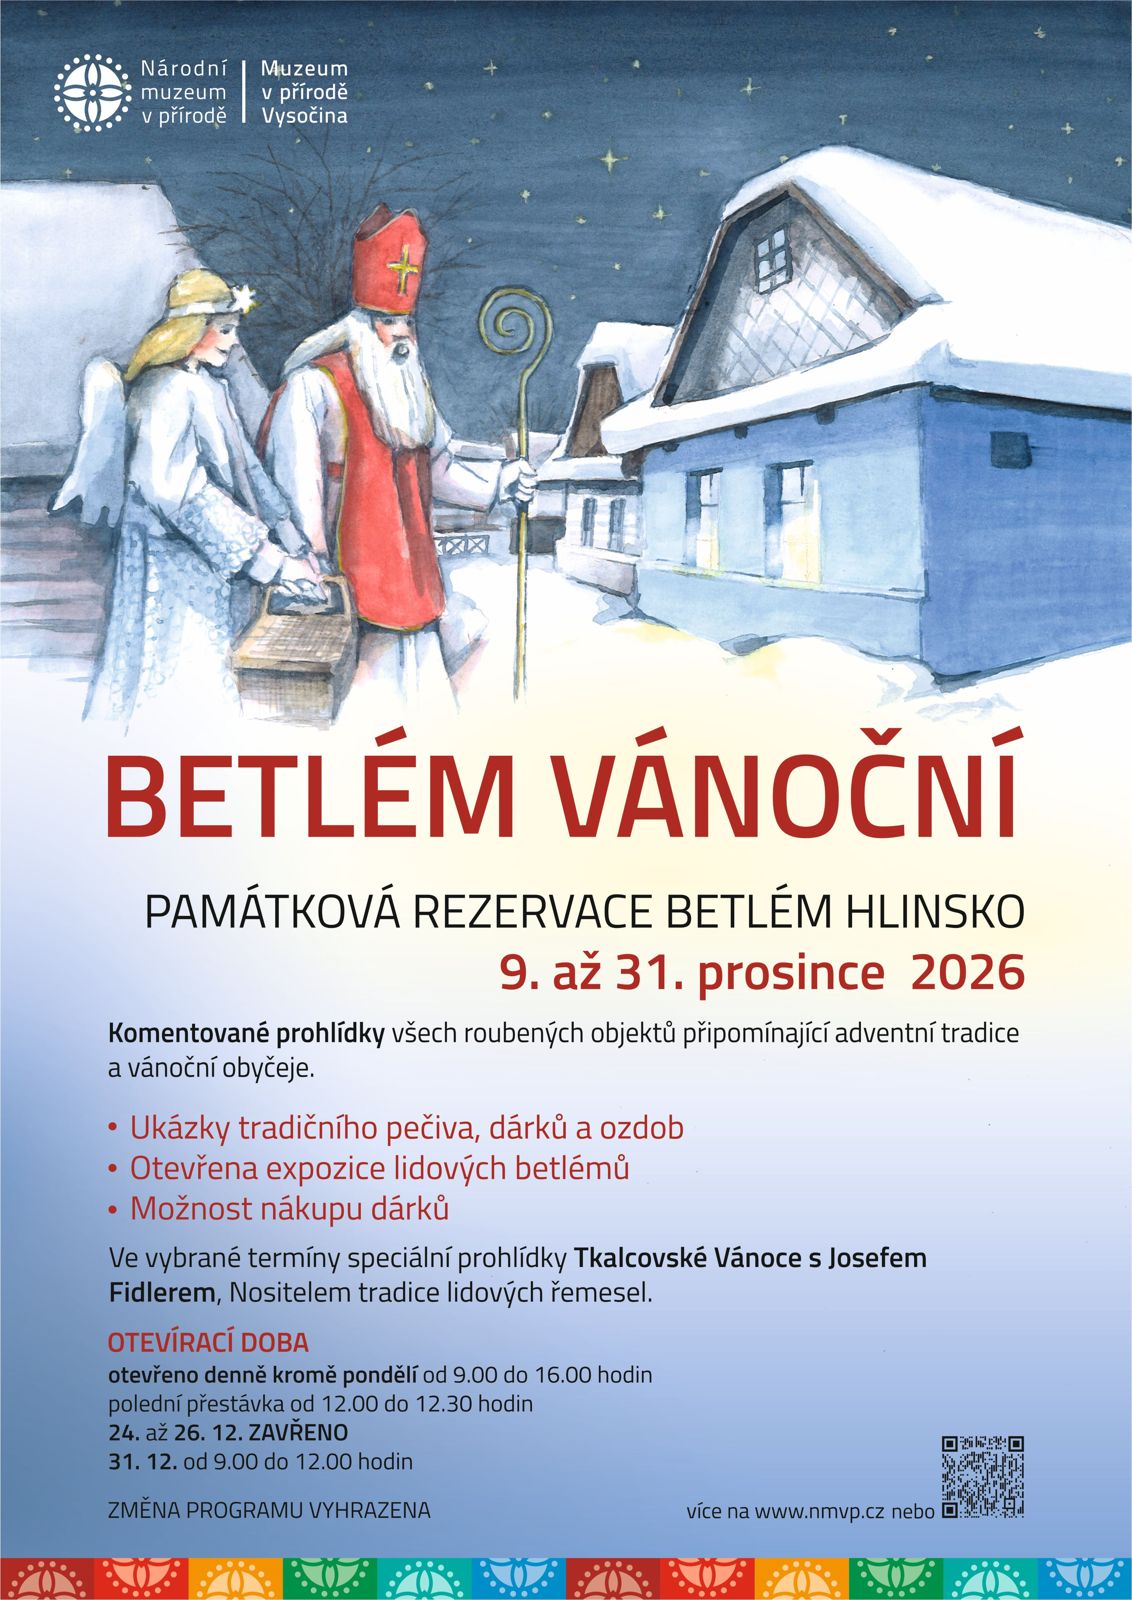 Národní
muzeum
v přírodě
Muzeum
v přírodě
Vysočina
BETLÉM VÁNOČNÍ
PAMÁTKOVÁ REZERVACE BETLÉM HLINSKO
9. až 31. prosince 2026
Komentované prohlídky všech roubených objektů připomínající adventní tradice
a vánoční obyčeje.
• Ukázky tradičního pečiva, dárků a ozdob
• Otevřena expozice lidových betlémů
• Možnost nákupu dárků
Ve vybrané termíny speciální prohlídky Tkalcovské Vánoce s Josefem
Fidlerem, Nositelem tradice lidových řemesel.
OTEVÍRACÍ DOBA
otevřeno denně kromě pondělí od 9.00 do 16.00 hodin
polední přestávka od 12.00 do 12.30 hodin
24. až 26. 12. ZAVŘENO
31. 12. od 9.00 do 12.00 hodin
ZMĚNA PROGRAMU VYHRAZENA
více na www.nmvp.cz nebo